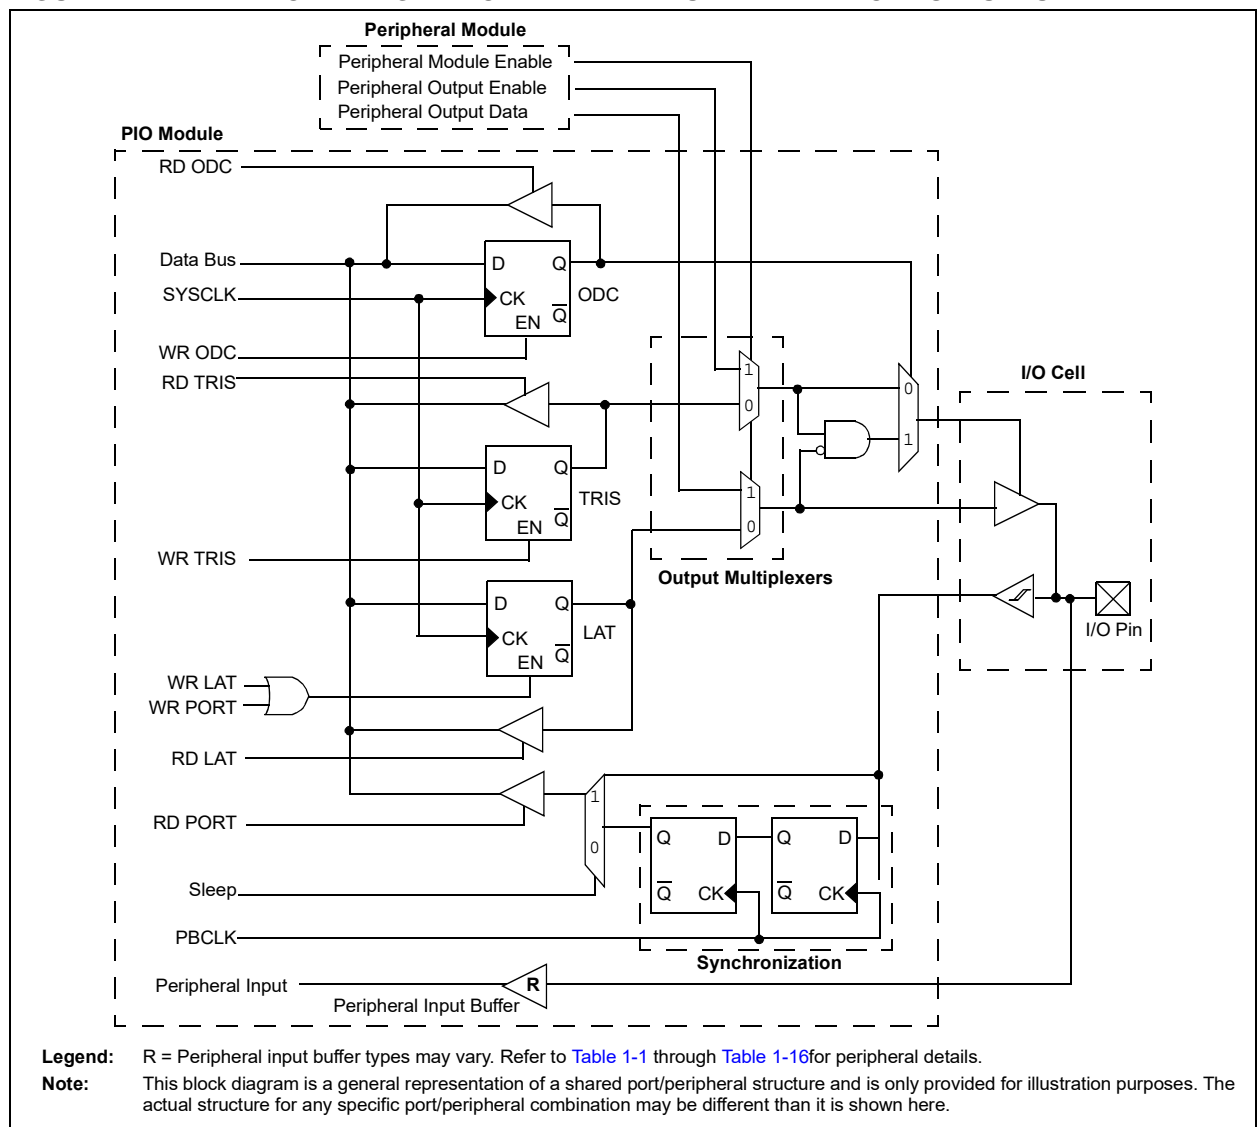 Peripheral Module
Peripheral Module Enable
Peripheral Output Enable
Peripheral Output Data
PIO Module
RD ODC
Data Bus
D
Q
SYSCLK
CK
ODC
EN
Q
WR ODC
RD TRIS
1
0
I/O Cell
0
1
D
Q
CK
TRIS
EN
Q
1
0
WR TRIS
Output Multiplexers
D
Q
CK
LAT
EN
Q
I/O Pin
WR LAT
WR PORT
RD LAT
1
0
RD PORT
Q
D
Q
D
Sleep
Q
CK
Q
CK
PBCLK
Synchronization
Peripheral Input
R
Peripheral Input Buffer
Legend: R = Peripheral input buffer types may vary. Refer to Table 1-1 through Table 1-16for peripheral details.
Note: This block diagram is a general representation of a shared port/peripheral structure and is only provided for illustration purposes. The
actual structure for any specific port/peripheral combination may be different than it is shown here.